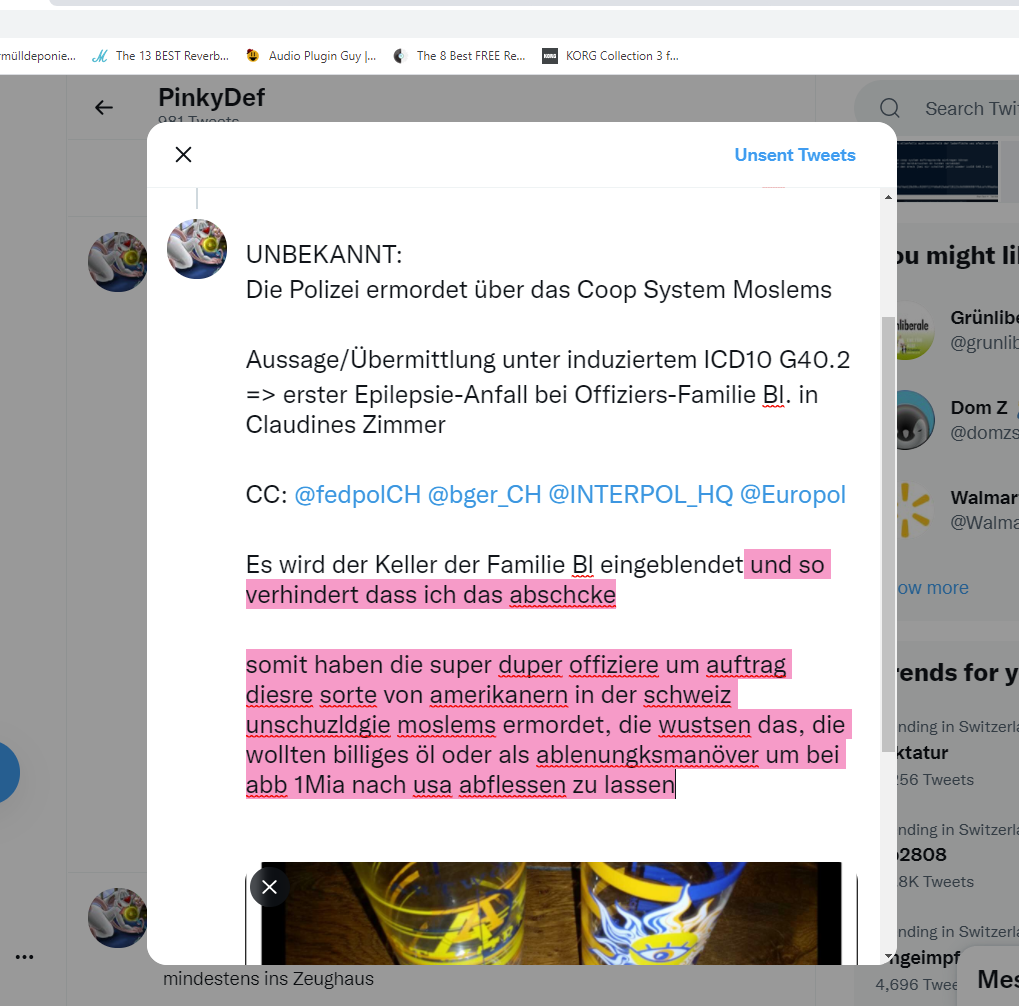 rmülldeponie...
The 13 BEST Reverb...
Audio Plugin Guy |...
The 8 Best FREE Re...
KORG
KORG Collection 3 f...
PinkyDef
981 Tweets
Search Twi
Unsent Tweets
UNBEKANNT:
Die Polizei ermordet über das Coop System Moslems
Aussage/Übermittlung unter induziertem ICD10 G40.2
=> erster Epilepsie-Anfall bei Offiziers-Familie Bl. in
Claudines Zimmer
CC: @fedpolCH @bger_CH @INTERPOL_HQ @Europol
Es wird der Keller der Familie Bl eingeblendet und so
verhindert dass ich das abschcke
somit haben die super duper offiziere um auftrag
diesre sorte von amerikanern in der schweiz
unschuzldgie moslems ermordet, die wustsen das, die
wollten billiges öl oder als ablenungksmanöver um bei
abb 1Mia nach usa abflessen zu lassen
mindestens ins Zeughaus
ou might li
liberale
Grünlibe
@grunlib
Dom Z
@domzs
Walmar
@Walma
ow more
rends for y
nding in Switzerla
ktatur
256 Tweets
nding in Switzerla
2808
8K Tweets
nding in Switzerla
ngeimpf
4,696 Twee
Mes